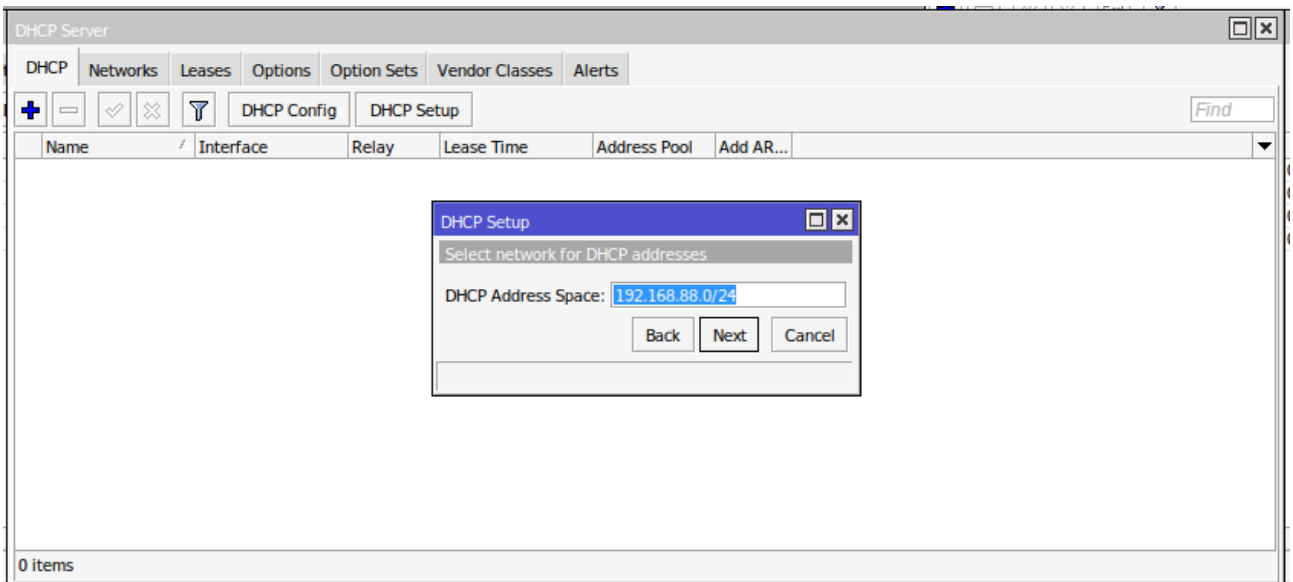 DHCP Server
DHCP Networks Leases Options Option Sets Vendor Classes Alerts
DHCP Config DHCP Setup Find
Name Interface Relay Lease Time Address Pool Add AR...
DHCP Setup
Select network for DHCP addresses
DHCP Address Space: 192.168.88.0/24
Back Next Cancel
0 items